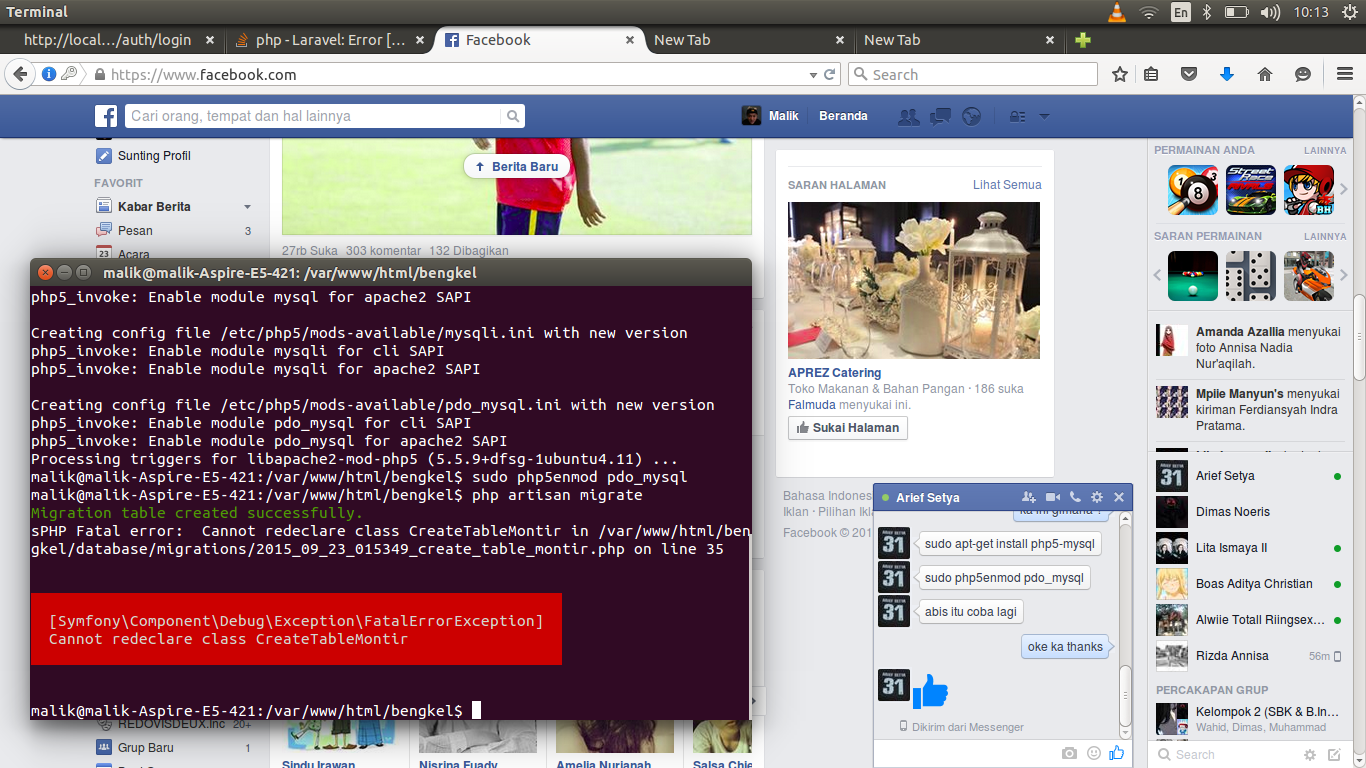 Terminal
En
10:13
http://local…/auth/login
php - Laravel: Error [...
Facebook
New Tab
New Tab
https://www.facebook.com
Search
Cari orang, tempat dan hal lainnya
Malik
Beranda
Sunting Profil
FAVORIT
Kabar Berita
Pesan
3
Acara
Berita Baru
27rb Suka 303 komentar 132 Dibagikan
SARAN HALAMAN
Lihat Semua
APREZ Catering
Toko Makanan & Bahan Pangan · 186 suka
Falmuda menyukai ini.
Sukai Halaman
Bahasa Indones
Iklan · Pilihan Ik
Facebook © 201
PERMAINAN ANDA
LAINNYA
SARAN PERMAINAN
LAINNYA
Amanda Azallia menyukai
foto Annisa Nadia
Nur'aqilah.
Mpiie Manyun's menyukai
kiriman Ferdiansyah Indra
Pratama.
Arief Setya
Dimas Noeris
Lita Ismaya II
Boas Aditya Christian
Alwiie Totall Riingsex...
Rizda Annisa
56m
PERCAKAPAN GRUP
Kelompok 2 (SBK & B.In...
Wahid, Dimas, Muhammad
Search
malik@malik-Aspire-E5-421: /var/www/html/bengkel
php5_invoke: Enable module mysql for apache2 SAPI
Creating config file /etc/php5/mods-available/mysqli.ini with new version
php5_invoke: Enable module mysqli for cli SAPI
php5_invoke: Enable module mysqli for apache2 SAPI
Creating config file /etc/php5/mods-available/pdo_mysql.ini with new version
php5_invoke: Enable module pdo_mysql for cli SAPI
php5_invoke: Enable module pdo_mysql for apache2 SAPI
Processing triggers for libapache2-mod-php5 (5.5.9+dfsg-1ubuntu4.11) ...
malik@malik-Aspire-E5-421:/var/www/html/bengkel$ sudo php5enmod pdo_mysql
malik@malik-Aspire-E5-421:/var/www/html/bengkel$ php artisan migrate
Migration table created successfully.
sPHP Fatal error:  Cannot redeclare class CreateTableMontir in /var/www/html/ben
gkel/database/migrations/2015_09_23_015349_create_table_montir.php on line 35
[Symfony\Component\Debug\Exception\FatalErrorException]
Cannot redeclare class CreateTableMontir
malik@malik-Aspire-E5-421:/var/www/html/bengkel$
REDOVISDEUX.Inc 20+
Grup Baru
1
Sindu Irawan
Nisrina Fuady
Amelia Nurjanah
Salsa Chie
Arief Setya
ka ini gimana ?
31
sudo apt-get install php5-mysql
31
sudo php5enmod pdo_mysql
31
abis itu coba lagi
oke ka thanks
31
Dikirim dari Messenger